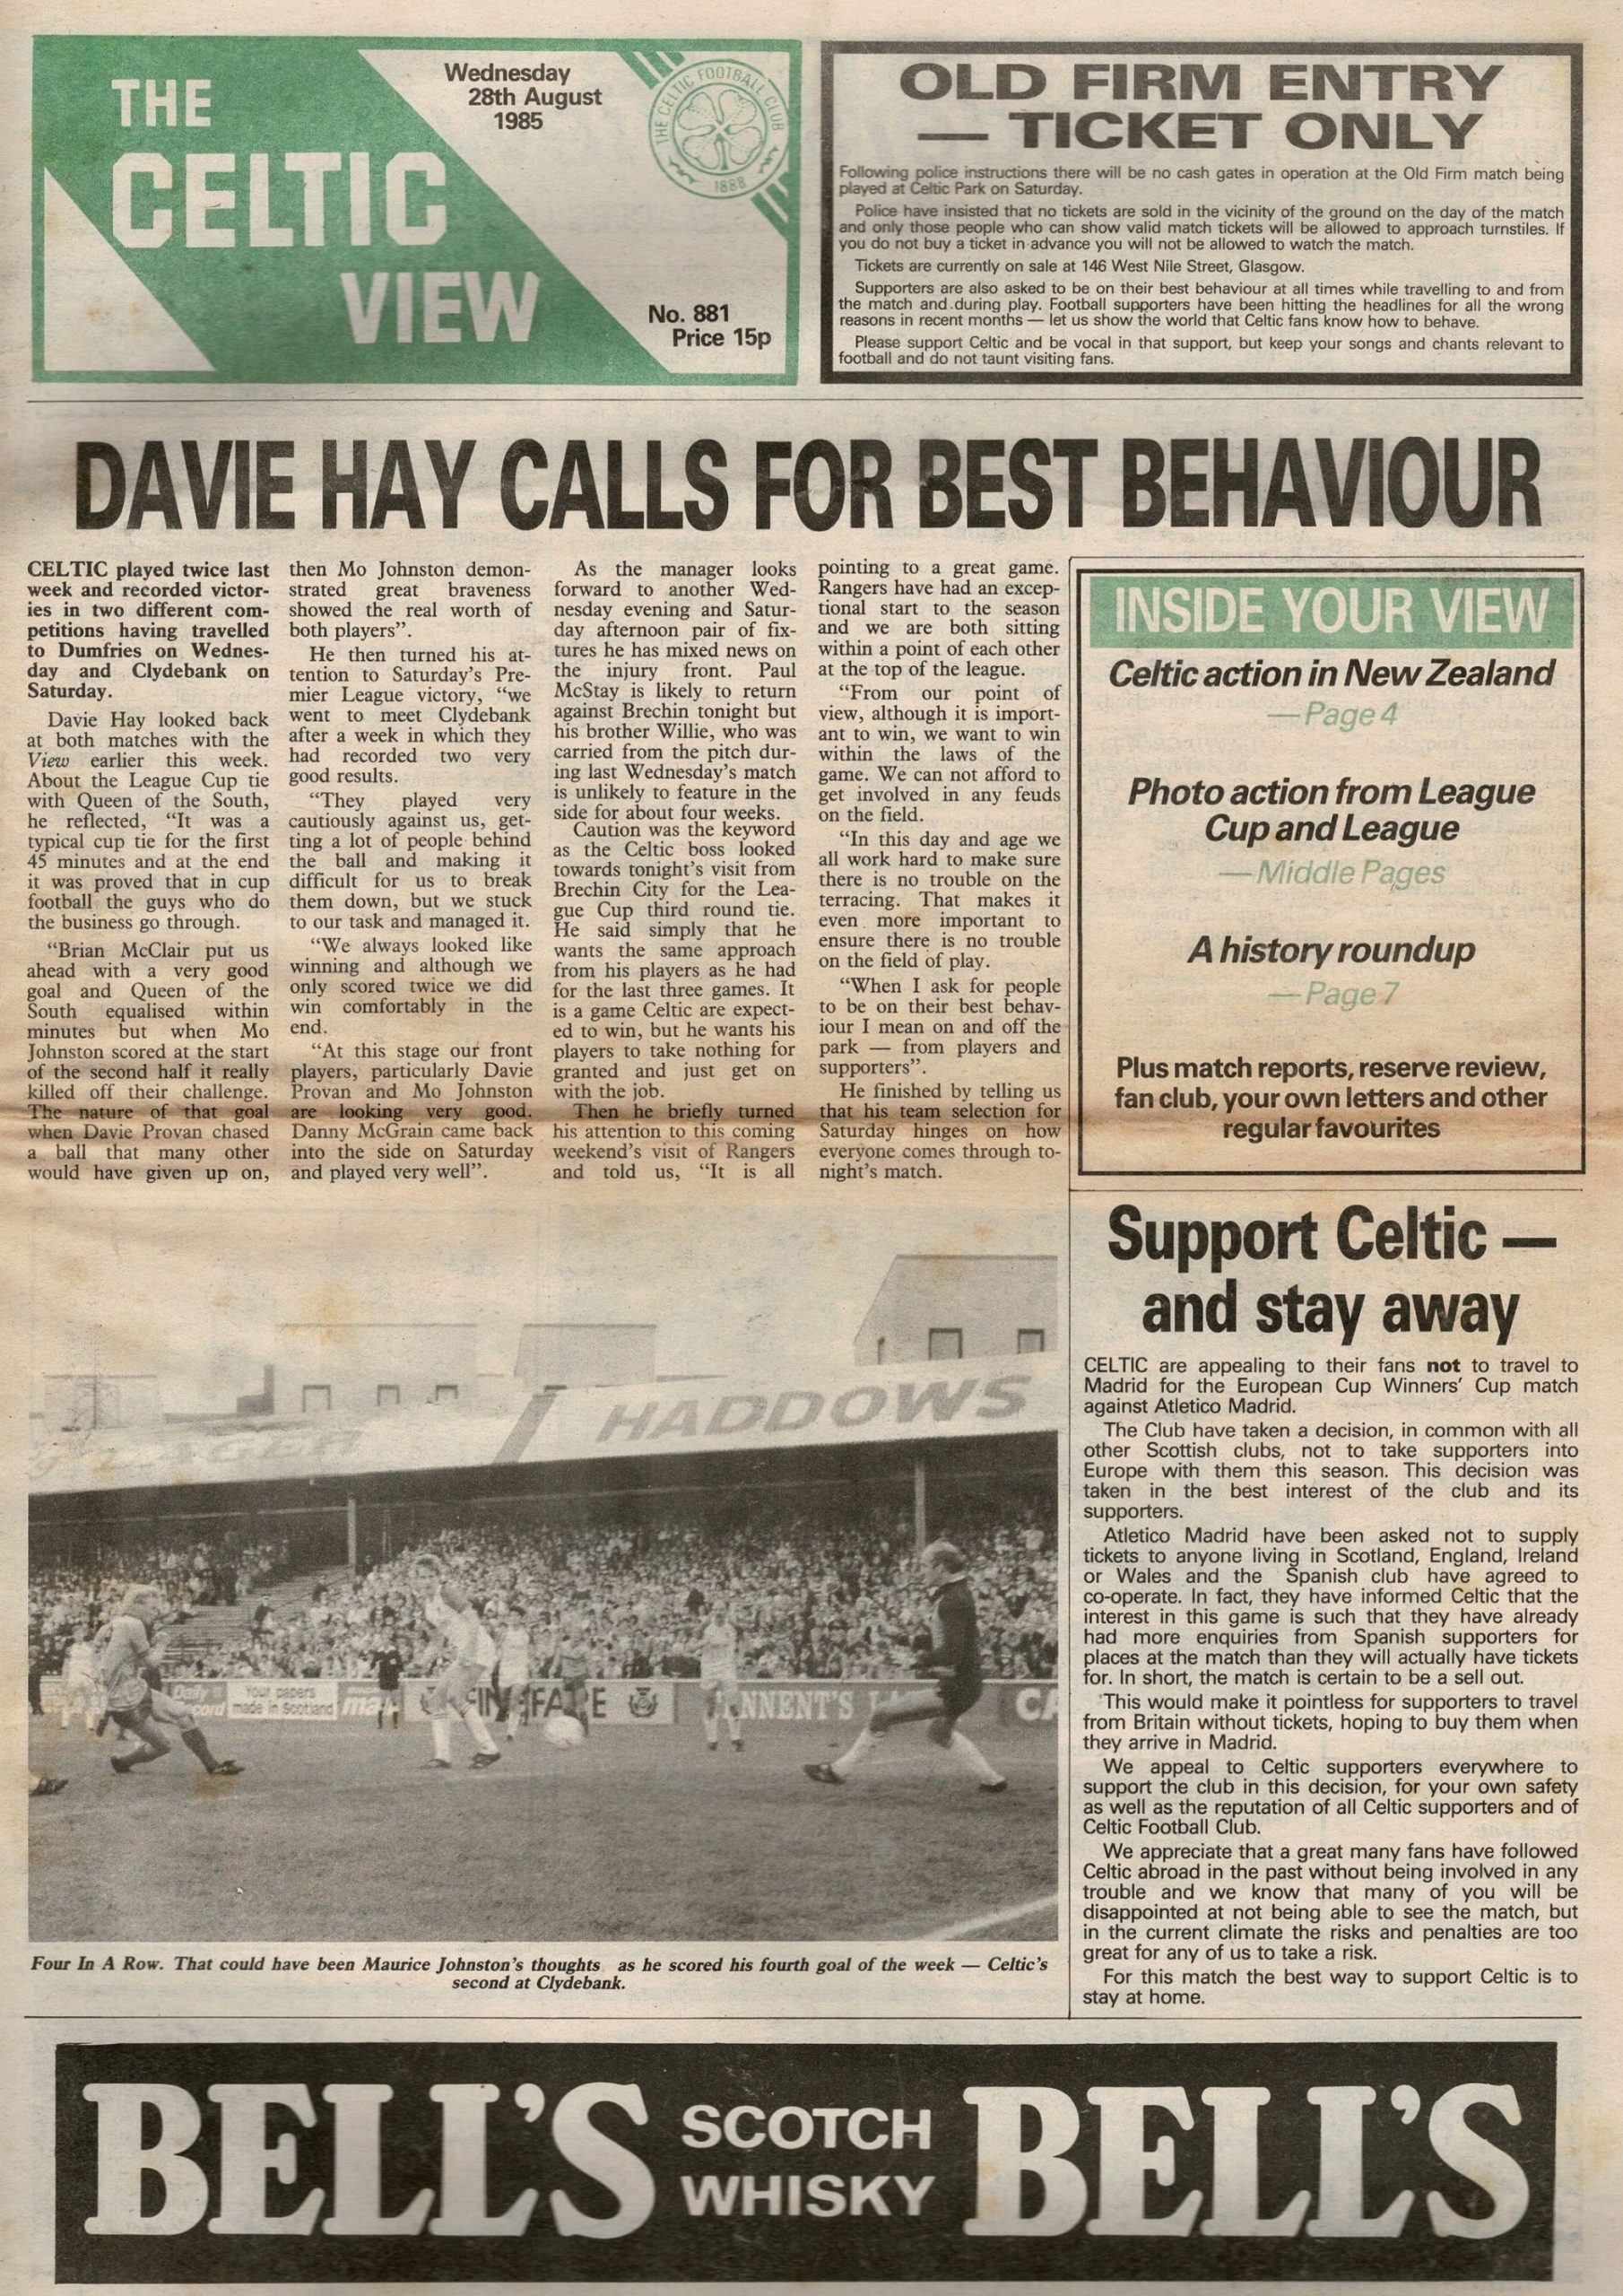 THE
CELTIC
VIEW
Wednesday
28th August
1985
THE CELTIC FOOTBALL CLUB
1888
No. 881
Price 15p
OLD FIRM ENTRY
— TICKET ONLY
Following police instructions there will be no cash gates in operation at the Old Firm match being
played at Celtic Park on Saturday.
Police have insisted that no tickets are sold in the vicinity of the ground on the day of the match
and only those people who can show valid match tickets will be allowed to approach turnstiles. If
you do not buy a ticket in advance you will not be allowed to watch the match.
Tickets are currently on sale at 146 West Nile Street, Glasgow.
Supporters are also asked to be on their best behaviour at all times while travelling to and from
the match and during play. Football supporters have been hitting the headlines for all the wrong
reasons in recent months — let us show the world that Celtic fans know how to behave.
Please support Celtic and be vocal in that support, but keep your songs and chants relevant to
football and do not taunt visiting fans.
DAVIE HAY CALLS FOR BEST BEHAVIOUR
CELTIC played twice last
week and recorded victor-
ies in two different com-
petitions having travelled
to Dumfries on Wednes-
day and Clydebank on
Saturday.
Davie Hay looked back
at both matches with the
View earlier this week.
About the League Cup tie
with Queen of the South,
he reflected, “It was a
typical cup tie for the first
45 minutes and at the end
it was proved that in cup
football the guys who do
the business go through.
“Brian McClair put us
ahead with a very good
goal and Queen of the
South equalised within
minutes but when Mo
Johnston scored at the start
of the second half it really
killed off their challenge.
The nature of that goal
when Davie Provan chased
a ball that many other
would have given up on,
then Mo Johnston demon-
strated great braveness
showed the real worth of
both players”.
He then turned his at-
tention to Saturday's Pre-
mier League victory, “we
went to meet Clydebank
after a week in which they
had recorded two very
good results.
“They played very
cautiously against us, get-
ting a lot of people behind
the ball and making it
difficult for us to break
them down, but we stuck
to our task and managed it.
“We always looked like
winning and although we
only scored twice we did
win comfortably in the
end.
“At this stage our front
players, particularly Davie
Provan and Mo Johnston
are looking very good.
Danny McGrain came back
into the side on Saturday
and played very well”.
As the manager looks
forward to another Wed-
nesday evening and Satur-
day afternoon pair of fix-
tures he has mixed news on
the injury front. Paul
McStay is likely to return
against Brechin tonight but
his brother Willie, who was
carried from the pitch dur-
ing last Wednesday's match
is unlikely to feature in the
side for about four weeks.
Caution was the keyword
as the Celtic boss looked
towards tonight's visit from
Brechin City for the Lea-
gue Cup third round tie.
He said simply that he
wants the same approach
from his players as he had
for the last three games. It
is a game Celtic are expect-
ed to win, but he wants his
players to take nothing for
granted and just get on
with the job.
Then he briefly turned
his attention to this coming
weekend's visit of Rangers
and told us, “It is all
pointing to a great game.
Rangers have had an excep-
tional start to the season
and we are both sitting
within a point of each other
at the top of the league.
“From our point of
view, although it is import-
ant to win, we want to win
within the laws of the
game. We can not afford to
get involved in any feuds
on the field.
“In this day and age we
all work hard to make sure
there is no trouble on the
terracing. That makes it
even more important to
ensure there is no trouble
on the field of play.
“When I ask for people
to be on their best behav-
iour I mean on and off the
park — from players and
supporters”.
He finished by telling us
that his team selection for
Saturday hinges on how
everyone comes through to-
night's match.
INSIDE YOUR VIEW
Celtic action in New Zealand
— Page 4
Photo action from League
Cup and League
— Middle Pages
A history roundup
— Page 7
Plus match reports, reserve review,
fan club, your own letters and other
regular favourites
HADDOWS
Daily
Your papers
made in Scotland
FINE FARE
NNENT'S
CA
Four In A Row. That could have been Maurice Johnston's thoughts as he scored his fourth goal of the week — Celtic's
second at Clydebank.
Support Celtic —
and stay away
CELTIC are appealing to their fans not to travel to
Madrid for the European Cup Winners' Cup match
against Atletico Madrid.
The Club have taken a decision, in common with all
other Scottish clubs, not to take supporters into
Europe with them this season. This decision was
taken in the best interest of the club and its
supporters.
Atletico Madrid have been asked not to supply
tickets to anyone living in Scotland, England, Ireland
or Wales and the Spanish club have agreed to
co-operate. In fact, they have informed Celtic that the
interest in this game is such that they have already
had more enquiries from Spanish supporters for
places at the match than they will actually have tickets
for. In short, the match is certain to be a sell out.
This would make it pointless for supporters to travel
from Britain without tickets, hoping to buy them when
they arrive in Madrid.
We appeal to Celtic supporters everywhere to
support the club in this decision, for your own safety
as well as the reputation of all Celtic supporters and of
Celtic Football Club.
We appreciate that a great many fans have followed
Celtic abroad in the past without being involved in any
trouble and we know that many of you will be
disappointed at not being able to see the match, but
in the current climate the risks and penalties are too
great for any of us to take a risk.
For this match the best way to support Celtic is to
stay at home.
BELL'S SCOTCH WHISKY BELL'S